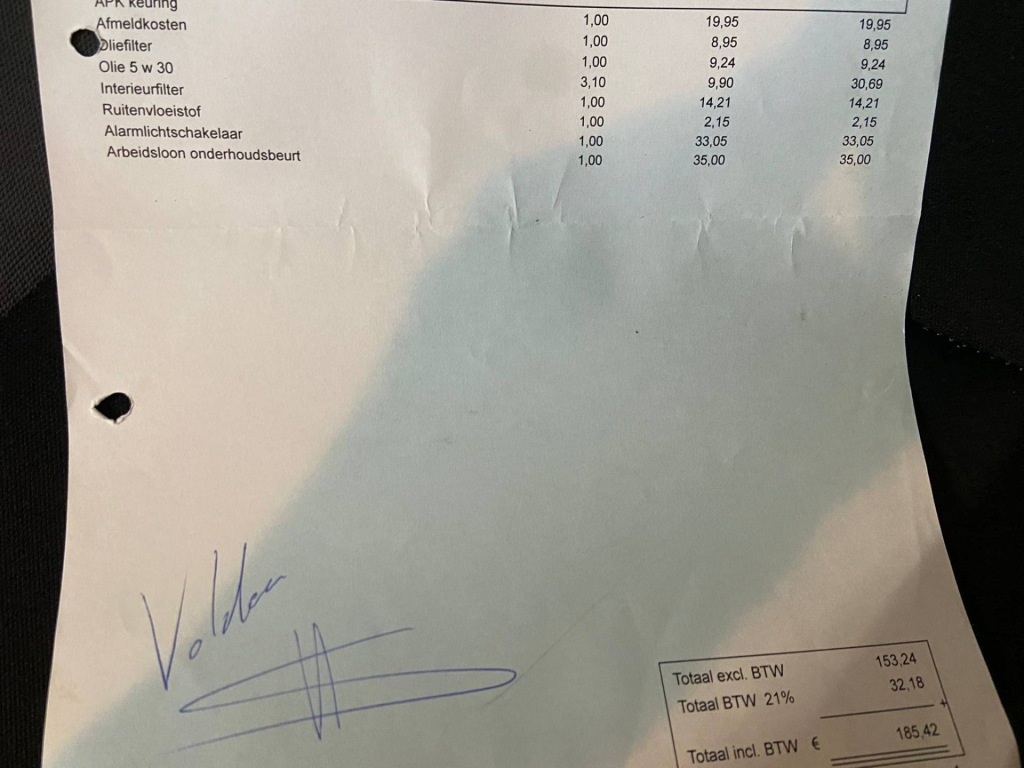 APK keuring 1,00 19,95 19,95
Afmeldkosten 1,00 8,95 8,95
Oliefilter 1,00 9,24 9,24
Olie 5 w 30 3,10 9,90 30,69
Interieurfilter 1,00 14,21 14,21
Ruitenvloeistof 1,00 2,15 2,15
Alarmlichtschakelaar 1,00 33,05 33,05
Arbeidsloon onderhoudsbeurt 1,00 35,00 35,00
Voldaan
Totaal excl. BTW 153,24
Totaal BTW 21% 32,18
+
Totaal incl. BTW € 185,42